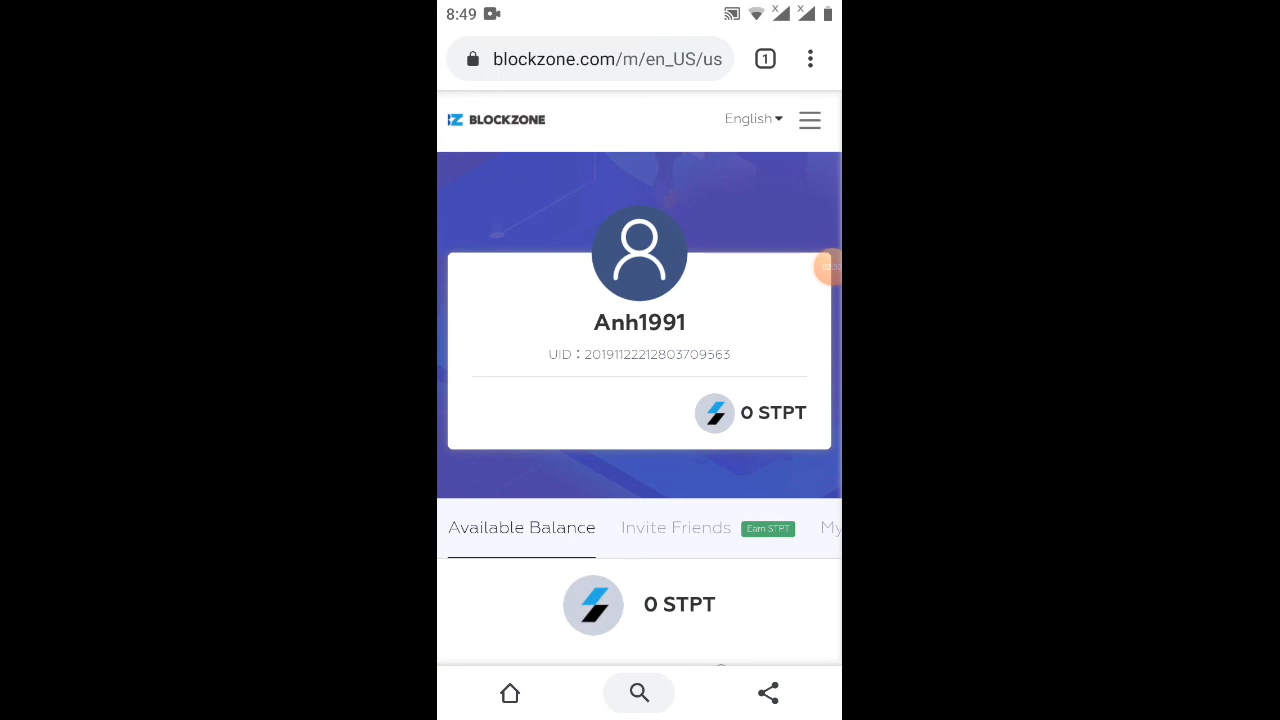 8:49
blockzone.com/m/en_US/us
1
BLOCKZONE
English
Anh1991
UID：20191122212803709563
0 STPT
Available Balance
Invite Friends
Earn STPT
My
0 STPT